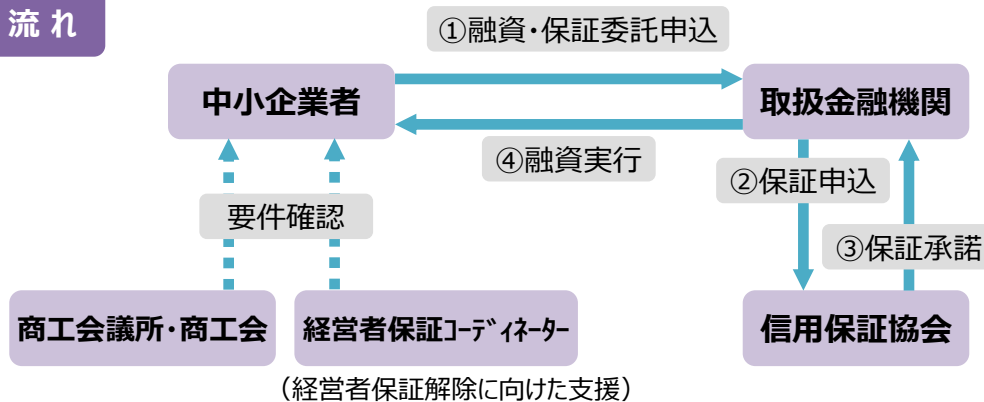 流れ
①融資・保証委託申込
中小企業者
取扱金融機関
④融資実行
②保証申込
要件確認
③保証承諾
商工会議所・商工会
経営者保証ｺｰﾃﾞｨﾈｰﾀｰ
信用保証協会
（経営者保証解除に向けた支援）